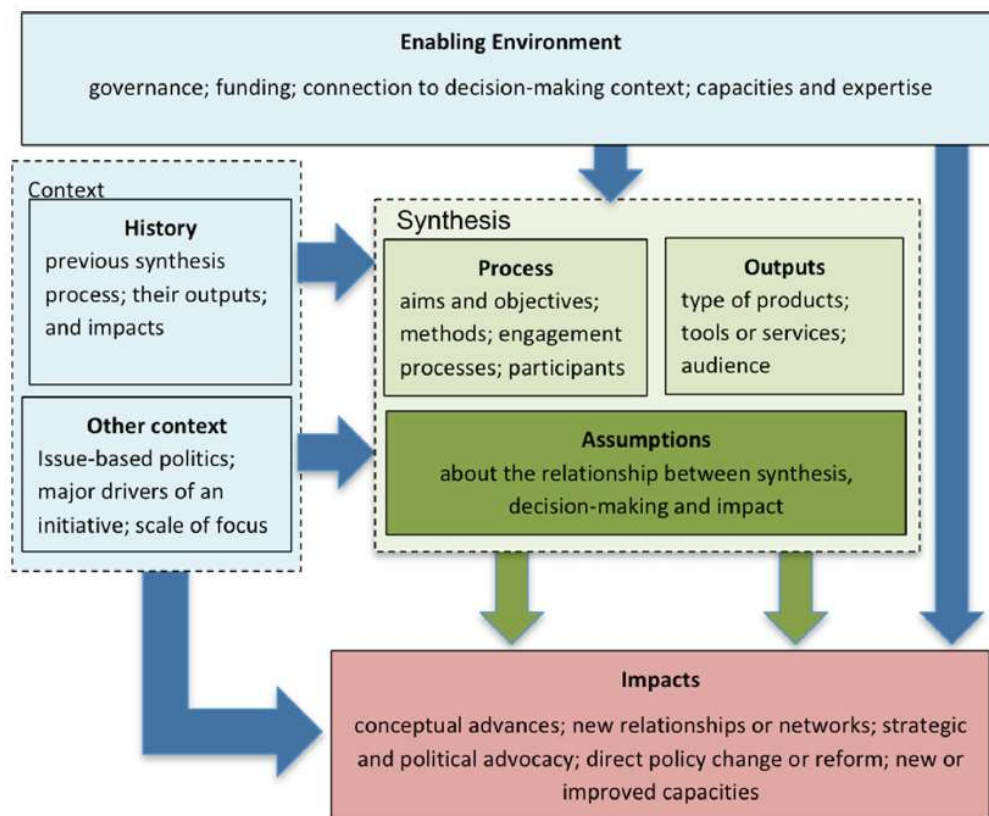 Enabling Environment
governance; funding; connection to decision-making context; capacities and expertise
Context
History
previous synthesis
process; their outputs;
and impacts
Other context
Issue-based politics;
major drivers of an
initiative; scale of focus
Synthesis
Process
aims and objectives;
methods; engagement
processes; participants
Outputs
type of products;
tools or services;
audience
Assumptions
about the relationship between synthesis,
decision-making and impact
Impacts
conceptual advances; new relationships or networks; strategic
and political advocacy; direct policy change or reform; new or
improved capacities